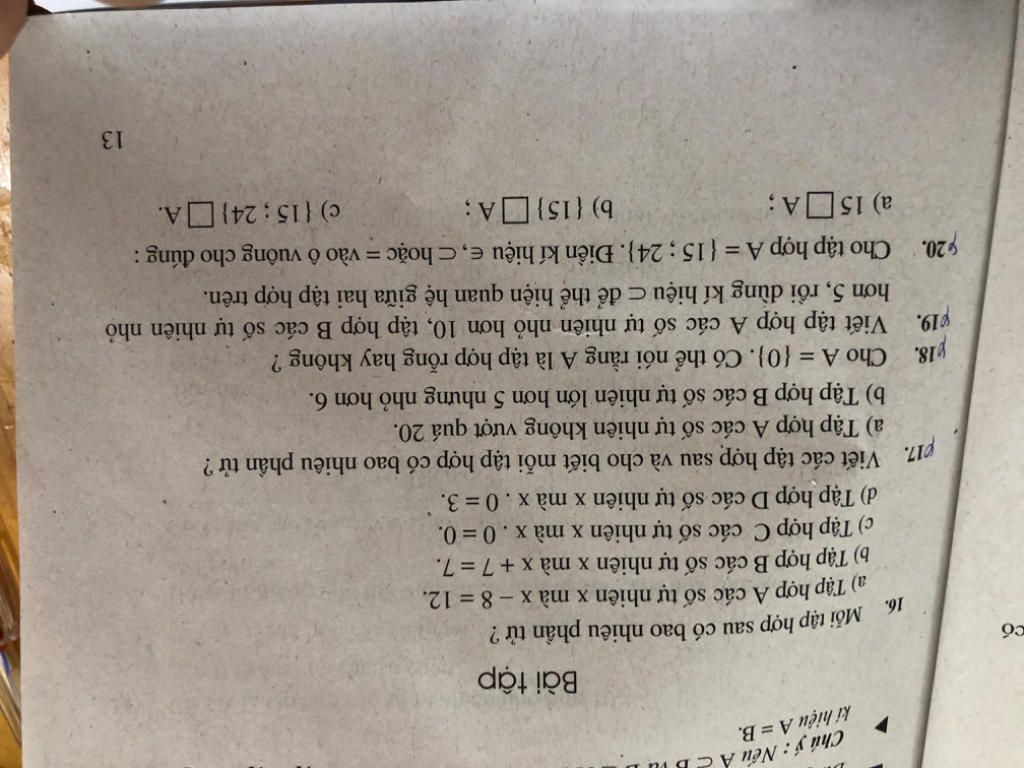 Chú ý : Nếu A ⊂ B và
kí hiệu A = B.
Bài tập
16. Mỗi tập hợp sau có bao nhiêu phần tử ?
a) Tập hợp A các số tự nhiên x mà x – 8 = 12.
b) Tập hợp B các số tự nhiên x mà x + 7 = 7.
c) Tập hợp C các số tự nhiên x mà x . 0 = 0.
d) Tập hợp D các số tự nhiên x mà x . 0 = 3.
17. Viết các tập hợp sau và cho biết mỗi tập hợp có bao nhiêu phần tử ?
a) Tập hợp A các số tự nhiên không vượt quá 20.
b) Tập hợp B các số tự nhiên lớn hơn 5 nhưng nhỏ hơn 6.
18. Cho A = {0}. Có thể nói rằng A là tập hợp rỗng hay không ?
19. Viết tập hợp A các số tự nhiên nhỏ hơn 10, tập hợp B các số tự nhiên nhỏ
hơn 5, rồi dùng kí hiệu ⊂ để thể hiện quan hệ giữa hai tập hợp trên.
20. Cho tập hợp A = {15 ; 24}. Điền kí hiệu ∈, ⊂ hoặc = vào ô vuông cho đúng :
a) 15 □ A ; b) {15} □ A ; c) {15 ; 24} □ A.
13
có